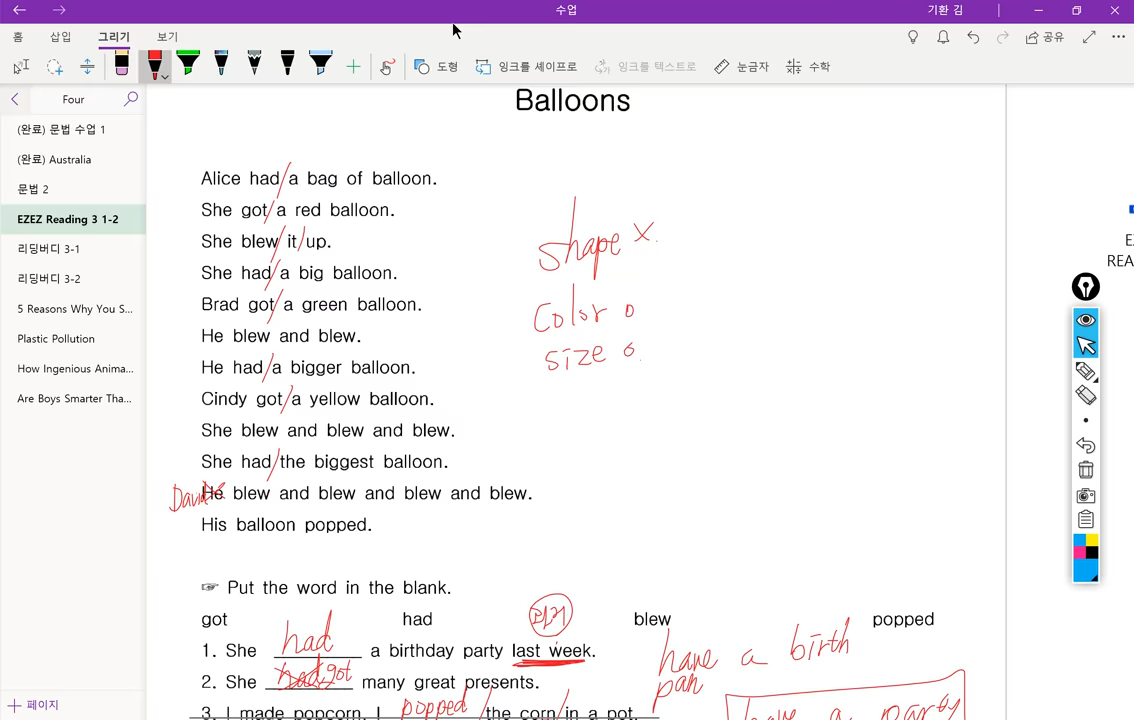 수업
기환 김
홈 삽입 그리기 보기
도형 잉크를 셰이프로 잉크를 텍스트로 눈금자 수학 공유
Four
(완료) 문법 수업 1
(완료) Australia
문법 2
EZEZ Reading 3 1-2
리딩버디 3-1
리딩버디 3-2
5 Reasons Why You S...
Plastic Pollution
How Ingenious Anima...
Are Boys Smarter Tha...
페이지
Balloons
Alice had / a bag of balloon.
She got / a red balloon.
She blew / it / up.
She had / a big balloon.
Brad got / a green balloon.
He blew and blew.
He had / a bigger balloon.
Cindy got / a yellow balloon.
She blew and blew and blew.
She had / the biggest balloon.
David He blew and blew and blew and blew.
His balloon popped.
shape x.
Color o
size o.
☞ Put the word in the blank.
got had 과거 blew popped
1. She had a birthday party last week.
2. She had got many great presents.
3. I made popcorn. I popped / the corn / in a pot.
have a birth
par
have a party
E
REA